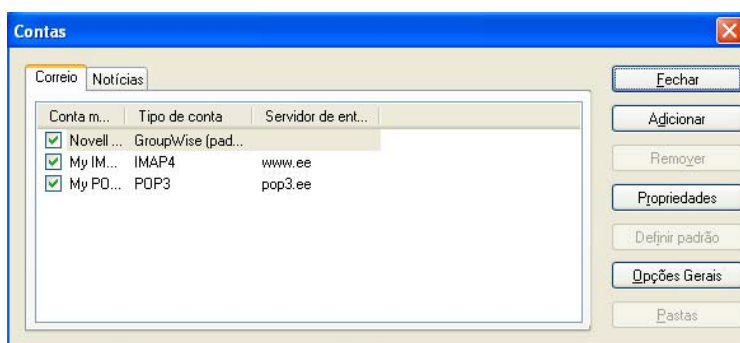 Contas
Correio Notícias
Conta m... Tipo de conta Servidor de ent...
Novell ... GroupWise (pad...
My IM... IMAP4 www.ee
My PO... POP3 pop3.ee
Fechar
Adicionar
Remover
Propriedades
Definir padrão
Opções Gerais
Pastas